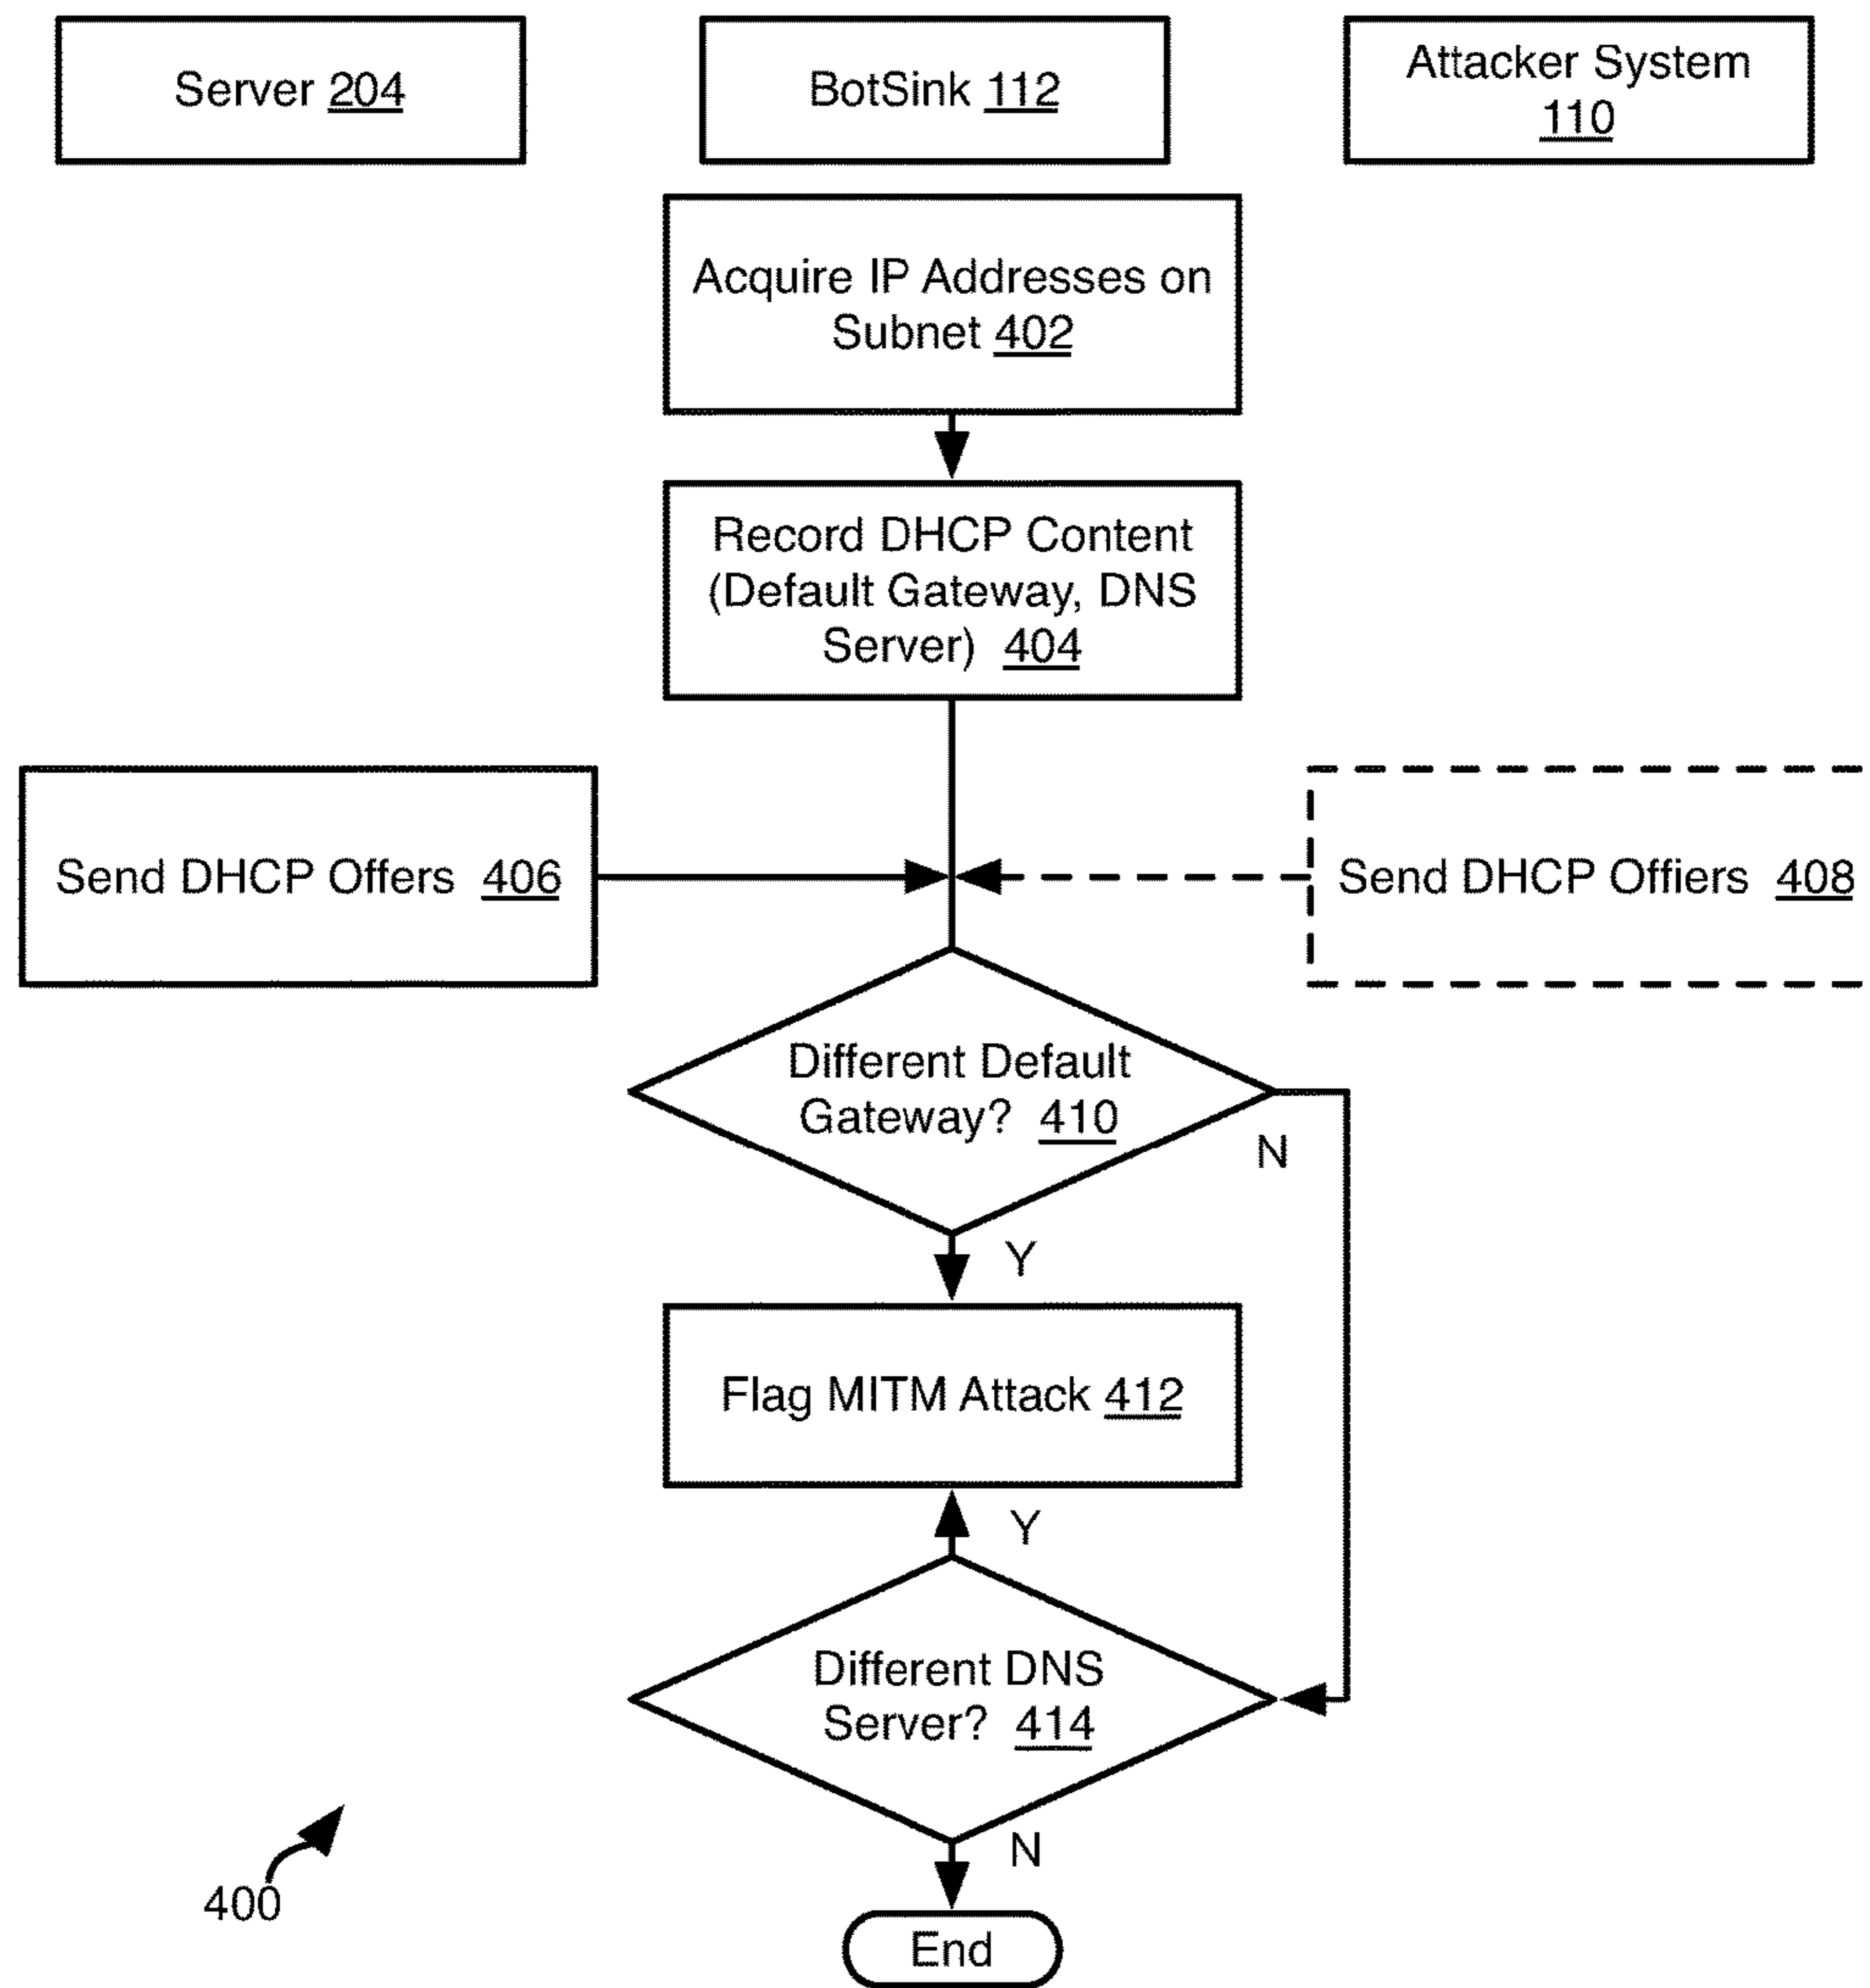 Server 204
BotSink 112
Attacker System
110
Acquire IP Addresses on
Subnet 402
Record DHCP Content
(Default Gateway, DNS
Server) 404
Send DHCP Offers 406
Send DHCP Offiers 408
Different Default
Gateway? 410
N
Y
Flag MITM Attack 412
Y
Different DNS
Server? 414
N
400
End